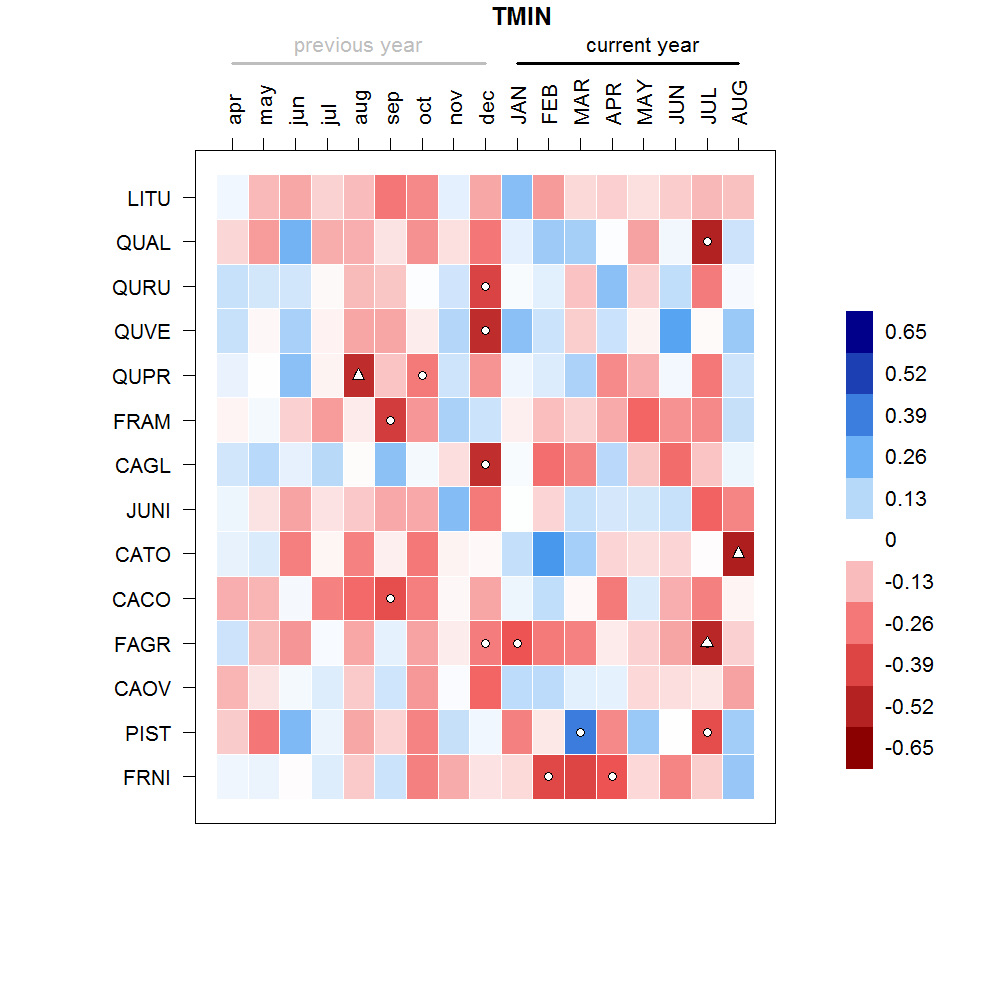 TMIN
previous year current year
apr may jun jul aug sep oct nov dec JAN FEB MAR APR MAY JUN JUL AUG
LITU
QUAL
QURU
QUVE
QUPR
FRAM
CAGL
JUNI
CATO
CACO
FAGR
CAOV
PIST
FRNI
0.65
0.52
0.39
0.26
0.13
0
-0.13
-0.26
-0.39
-0.52
-0.65